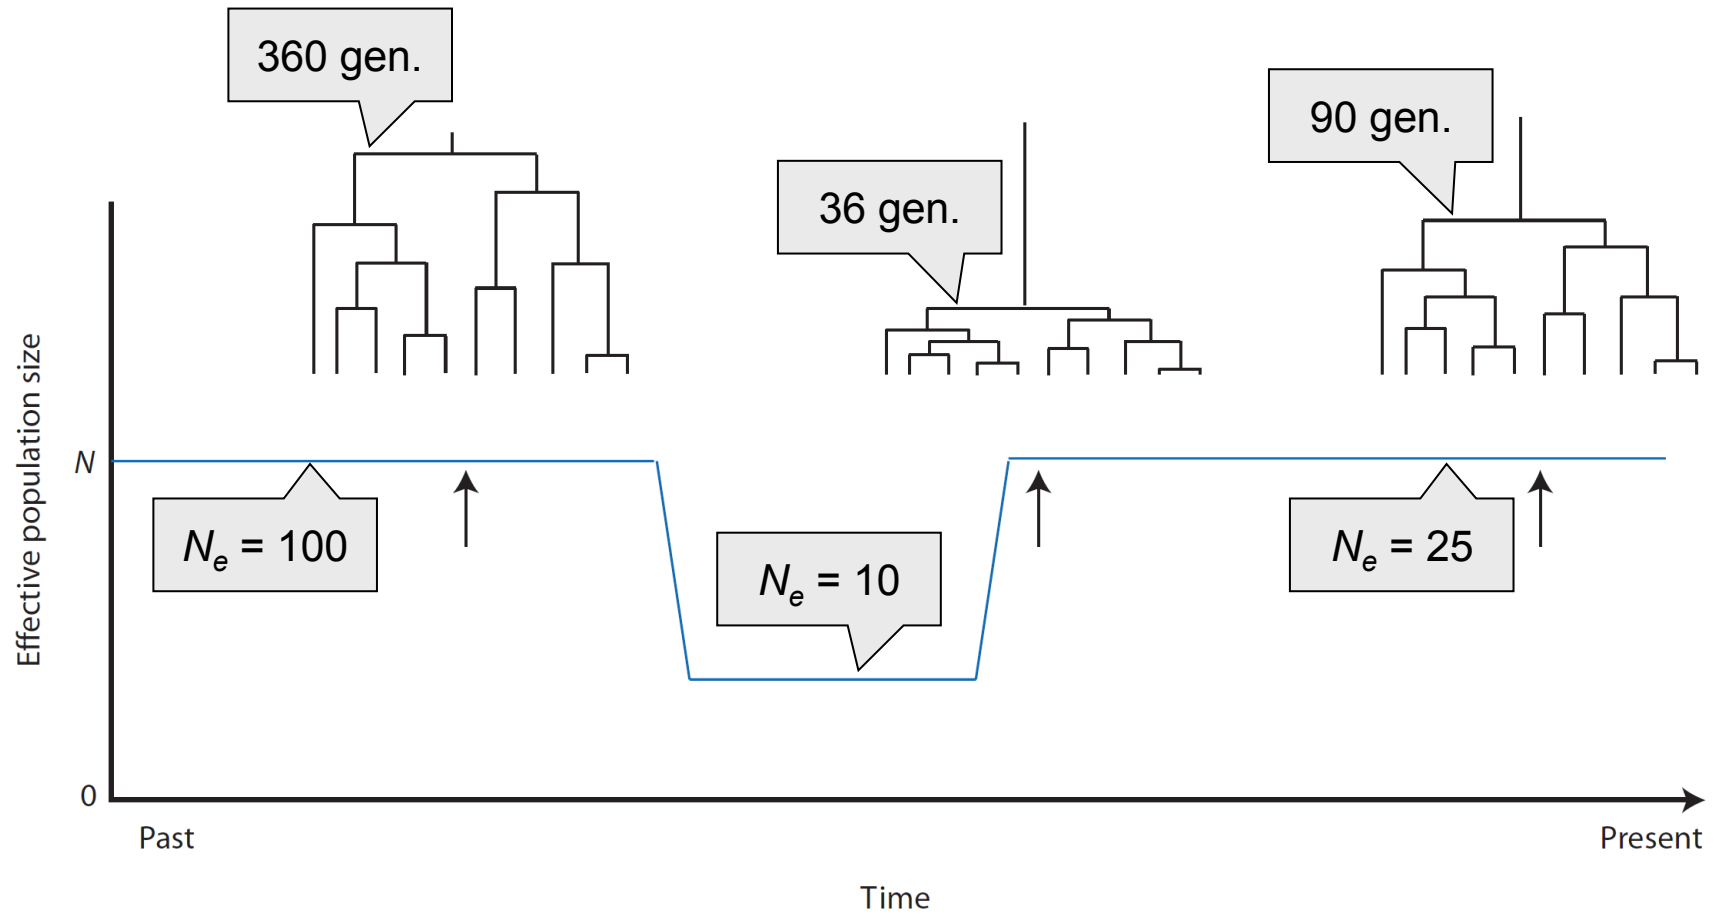 360 gen.
90 gen.
36 gen.
Effective population size
N
Nₑ = 100
Nₑ = 10
Nₑ = 25
0
Past
Present
Time